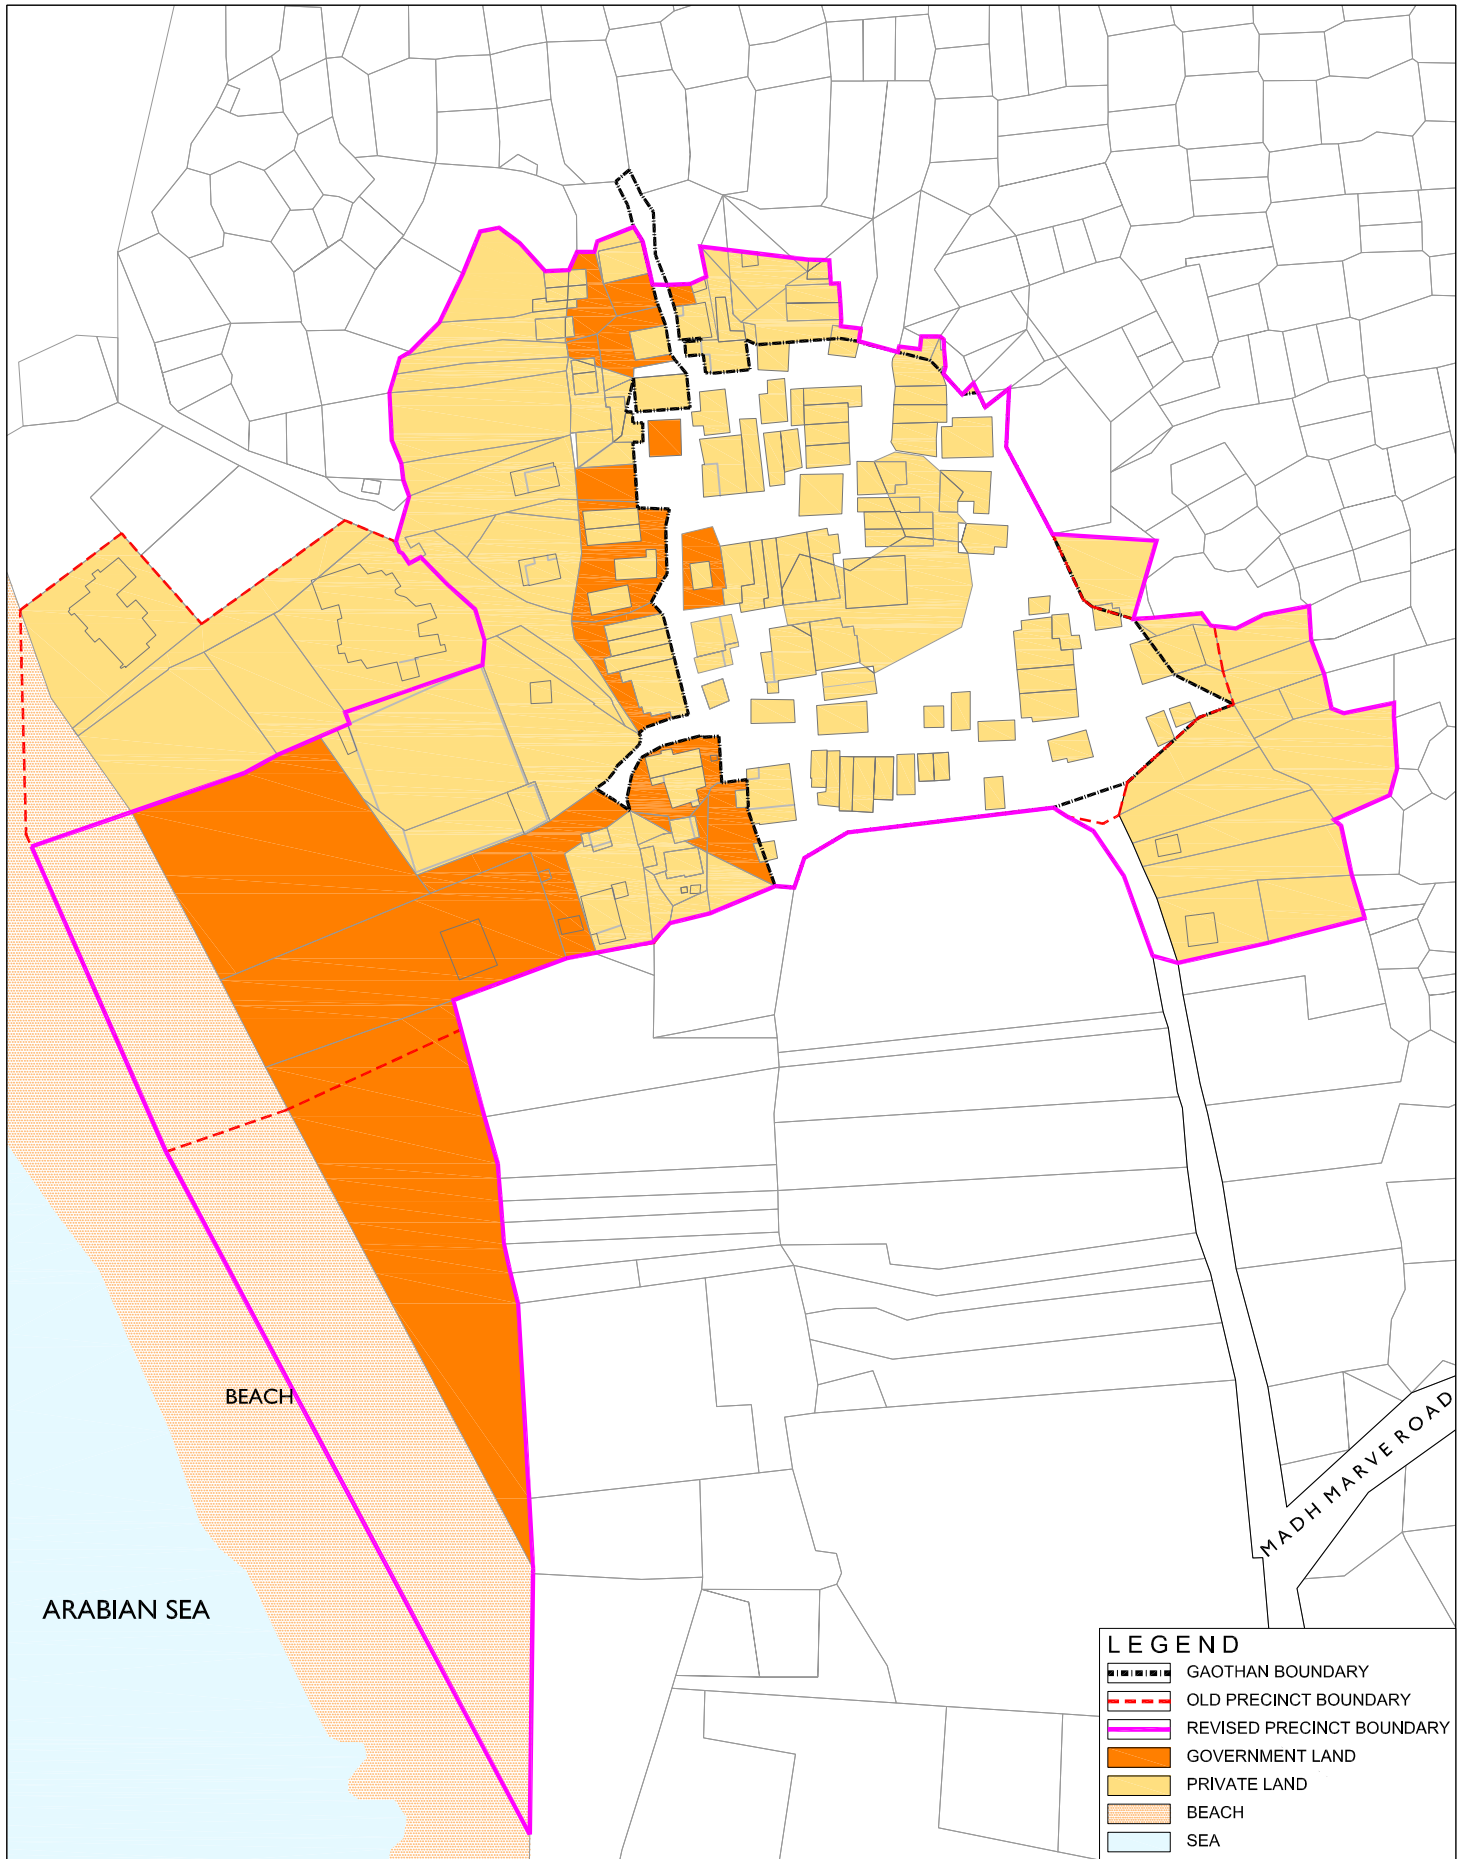 BEACH
MADH MARVE ROAD
ARABIAN SEA
LEGEND
GAOTHAN BOUNDARY
OLD PRECINCT BOUNDARY
REVISED PRECINCT BOUNDARY
GOVERNMENT LAND
PRIVATE LAND
BEACH
SEA